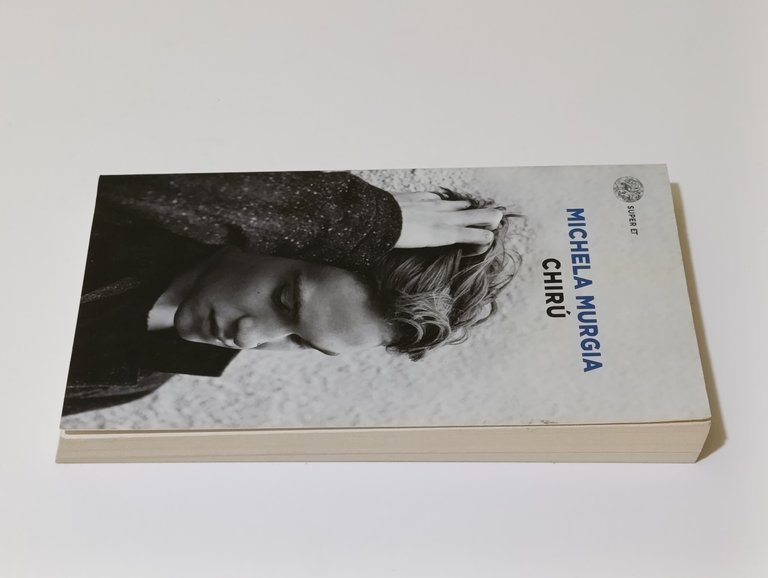 SUPER ET
MICHELA MURGIA
CHIRÚ